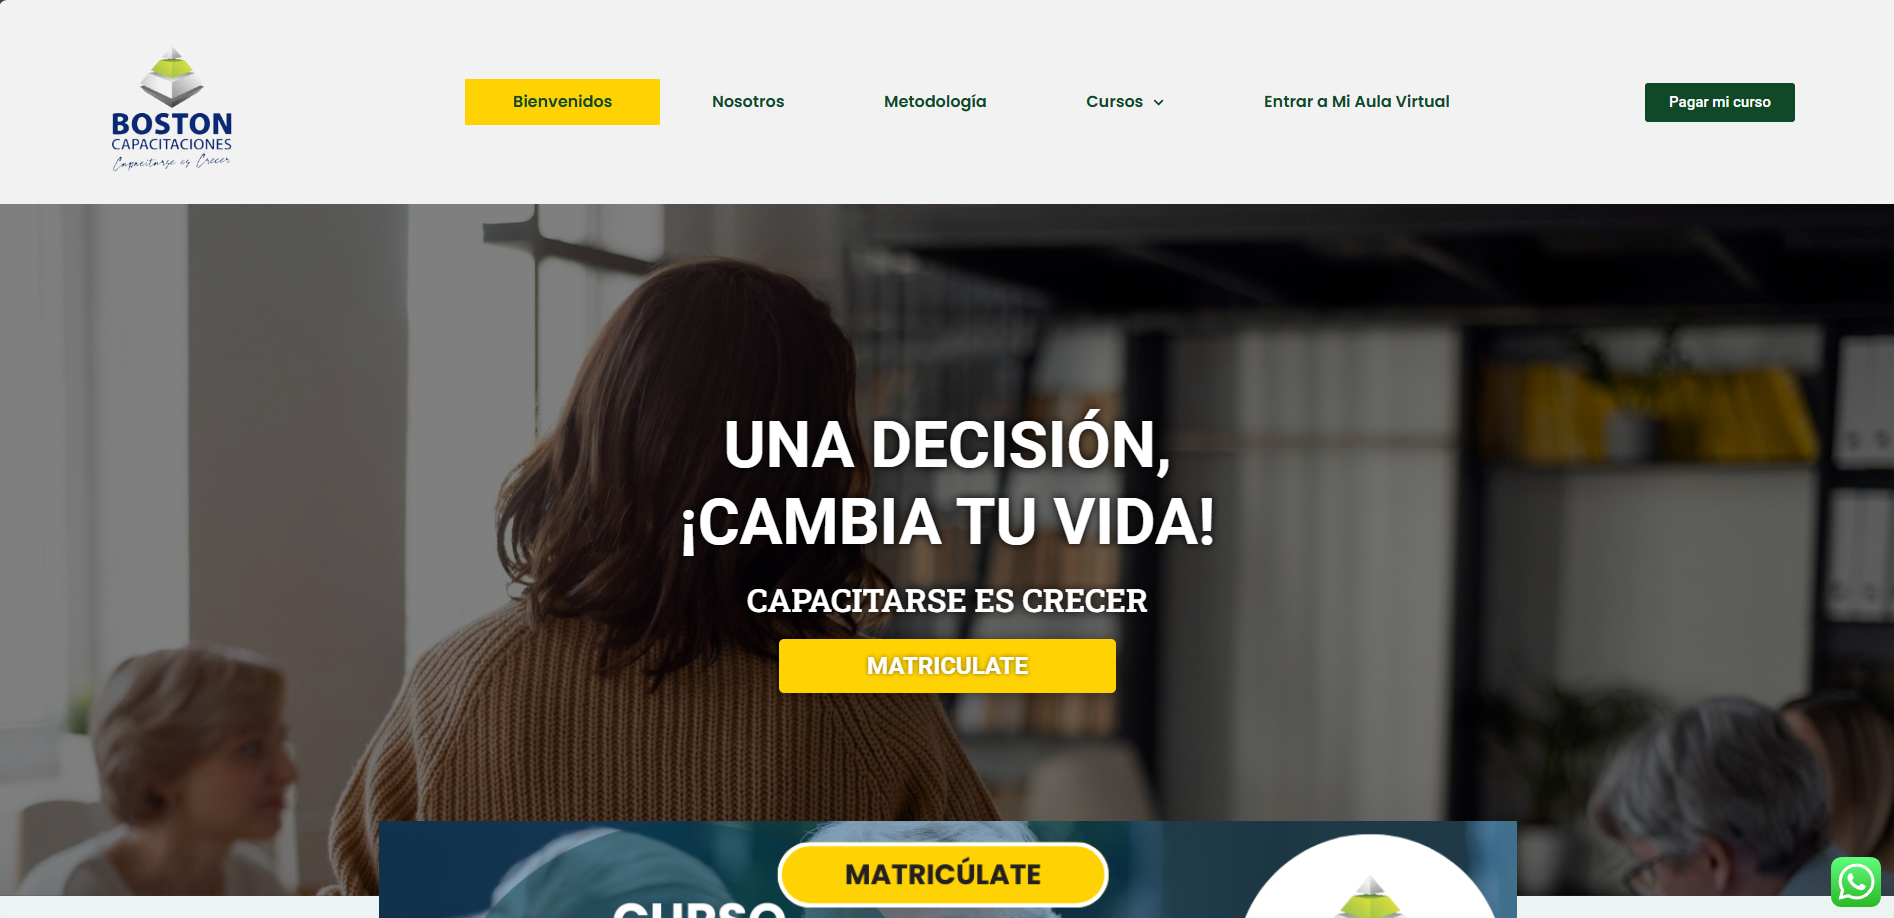 BOSTON
CAPACITACIONES
Capacitarse es Crecer
Bienvenidos
Nosotros
Metodología
Cursos
Entrar a Mi Aula Virtual
Pagar mi curso
UNA DECISIÓN,
¡CAMBIA TU VIDA!
CAPACITARSE ES CRECER
MATRICULATE
MATRICÚLATE
CURSO